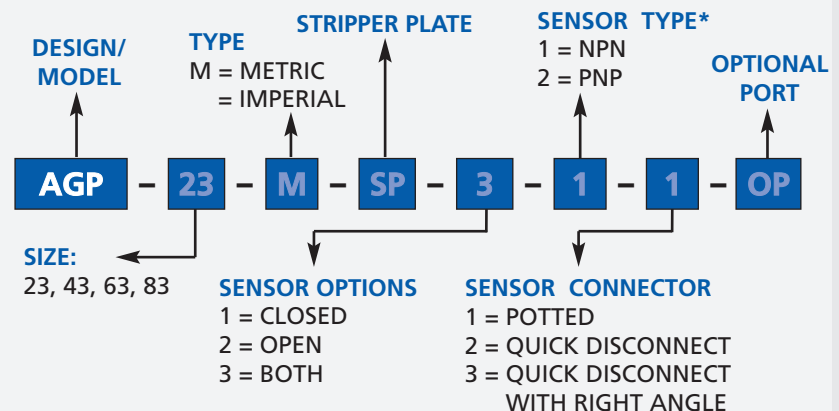 DESIGN/
MODEL
TYPE
M = METRIC
= IMPERIAL
STRIPPER PLATE
SENSOR TYPE*
1 = NPN
2 = PNP
OPTIONAL
PORT
AGP – 23 – M – SP – 3 – 1 – 1 – OP
SIZE:
23, 43, 63, 83
SENSOR OPTIONS
1 = CLOSED
2 = OPEN
3 = BOTH
SENSOR CONNECTOR
1 = POTTED
2 = QUICK DISCONNECT
3 = QUICK DISCONNECT
WITH RIGHT ANGLE